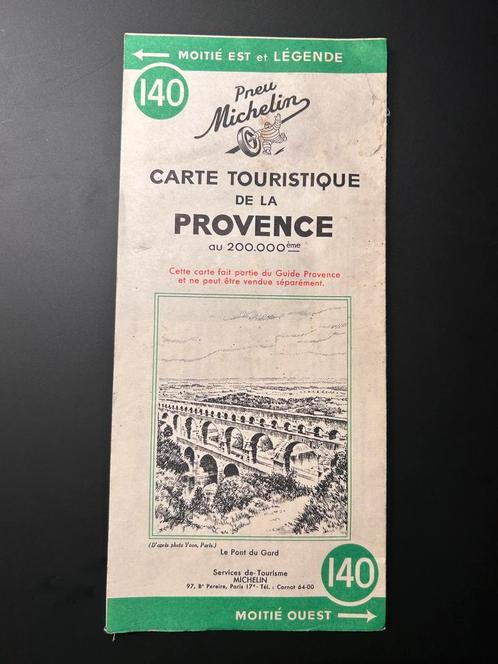 ← MOITIÉ EST et LÉGENDE
140
Pneu
Michelin
CARTE TOURISTIQUE
DE LA
PROVENCE
au 200.000ème
Cette carte fait partie du Guide Provence
et ne peut être vendue séparément.
(D'après photo Yvon, Paris.)
Le Pont du Gard
Services de Tourisme
MICHELIN
97, Bd Pereire, Paris 17e - Tél. : Carnot 64-00
140
MOITIÉ OUEST →